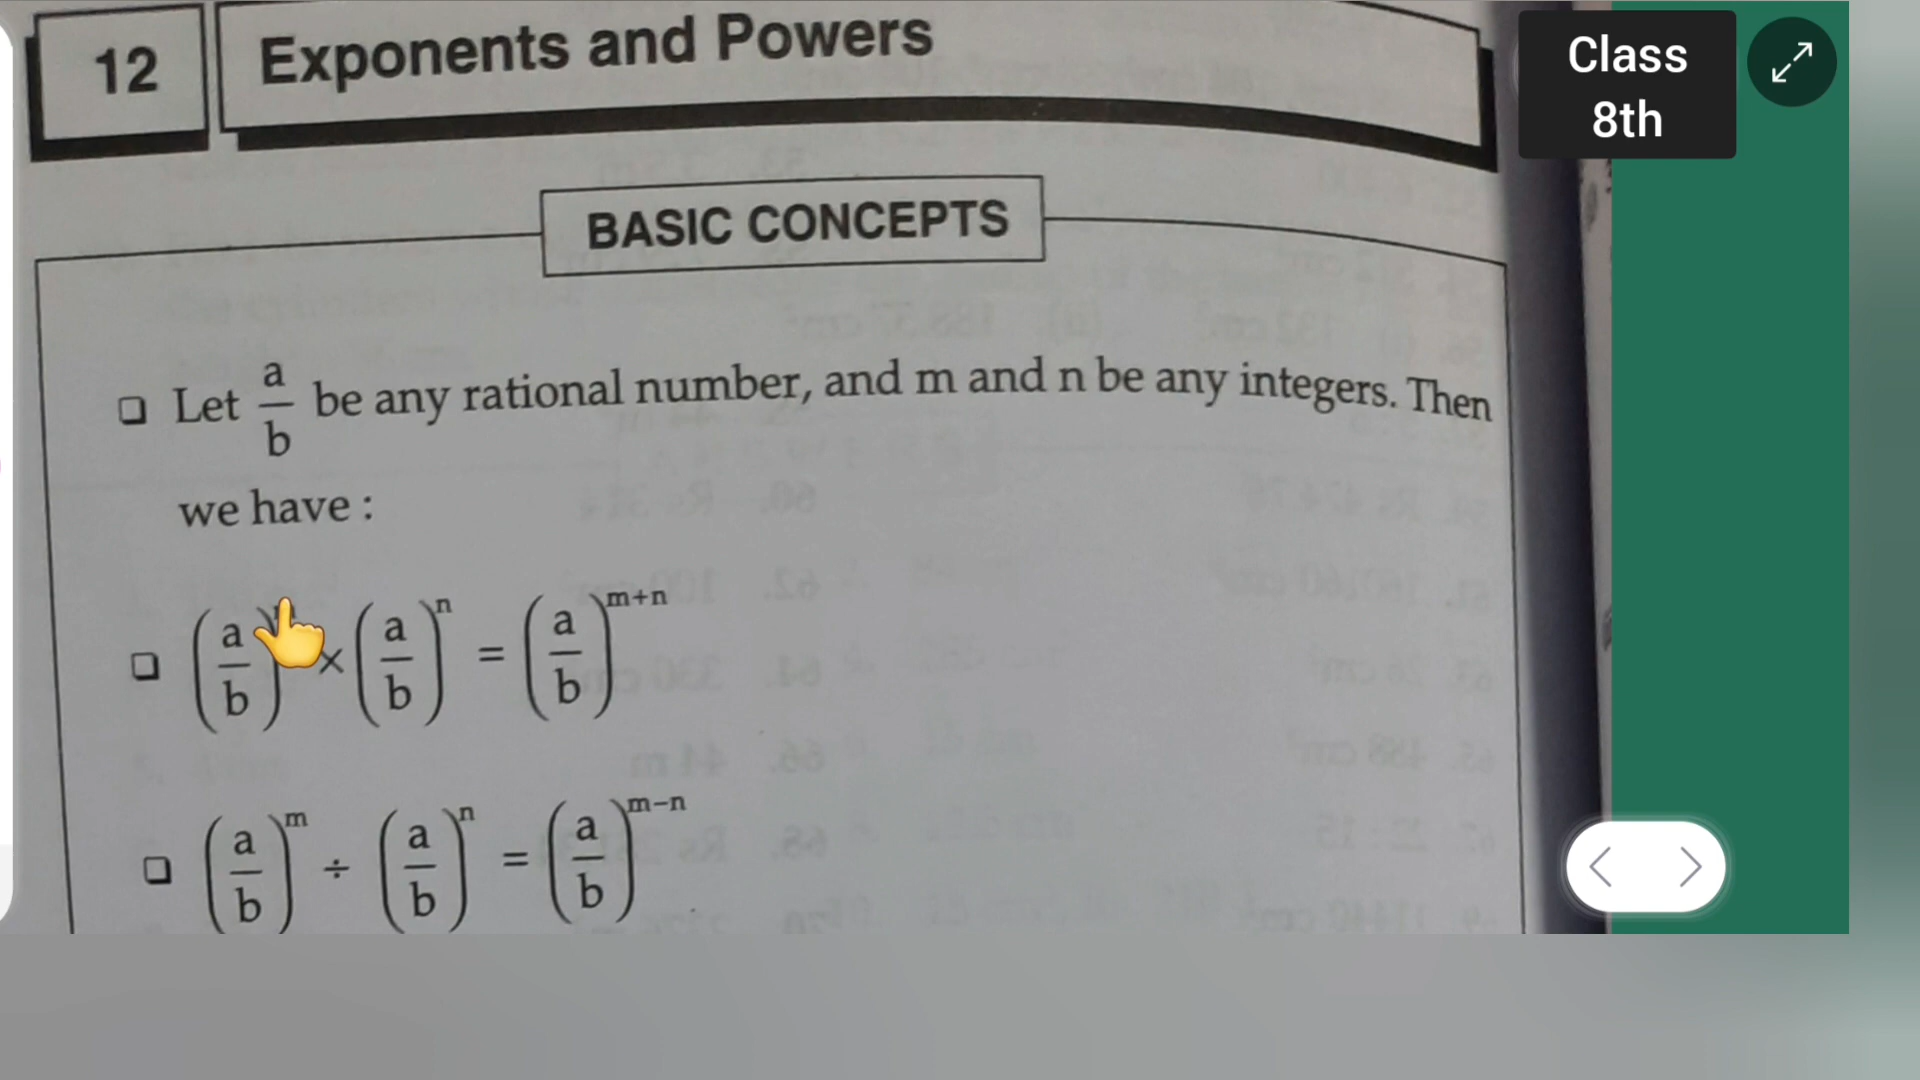 12 Exponents and Powers
Class
8th
BASIC CONCEPTS
❑ Let a/b be any rational number, and m and n be any integers. Then
we have :
❑ (a/b) × (a/b)^n = (a/b)^m+n
❑ (a/b)^m ÷ (a/b)^n = (a/b)^m−n